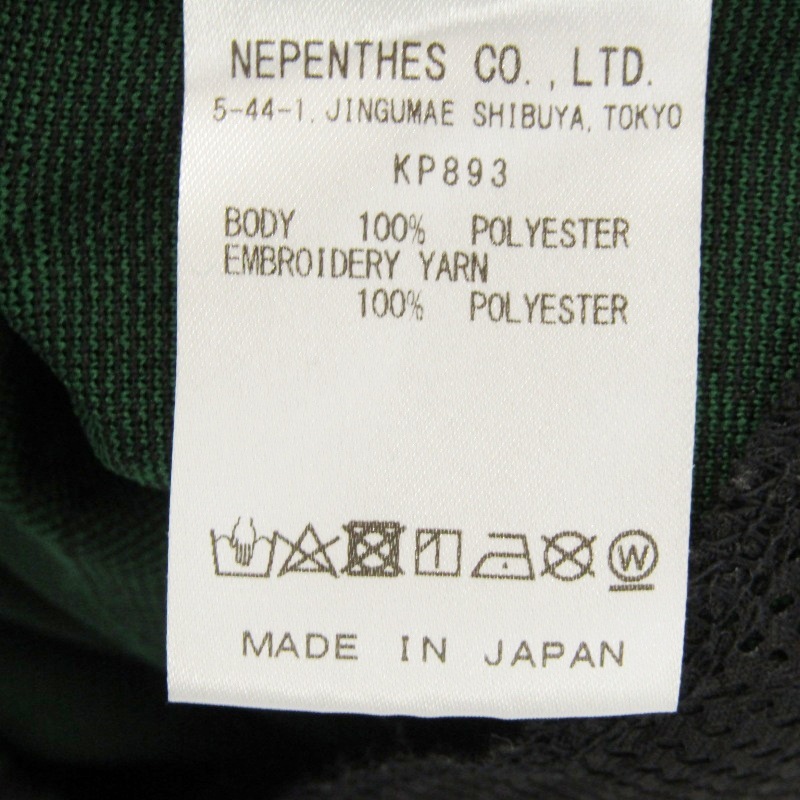 NEPENTHES CO.,LTD.
5-44-1, JINGUMAE SHIBUYA, TOKYO
KP893
BODY 100% POLYESTER
EMBROIDERY YARN
100% POLYESTER
W
MADE IN JAPAN